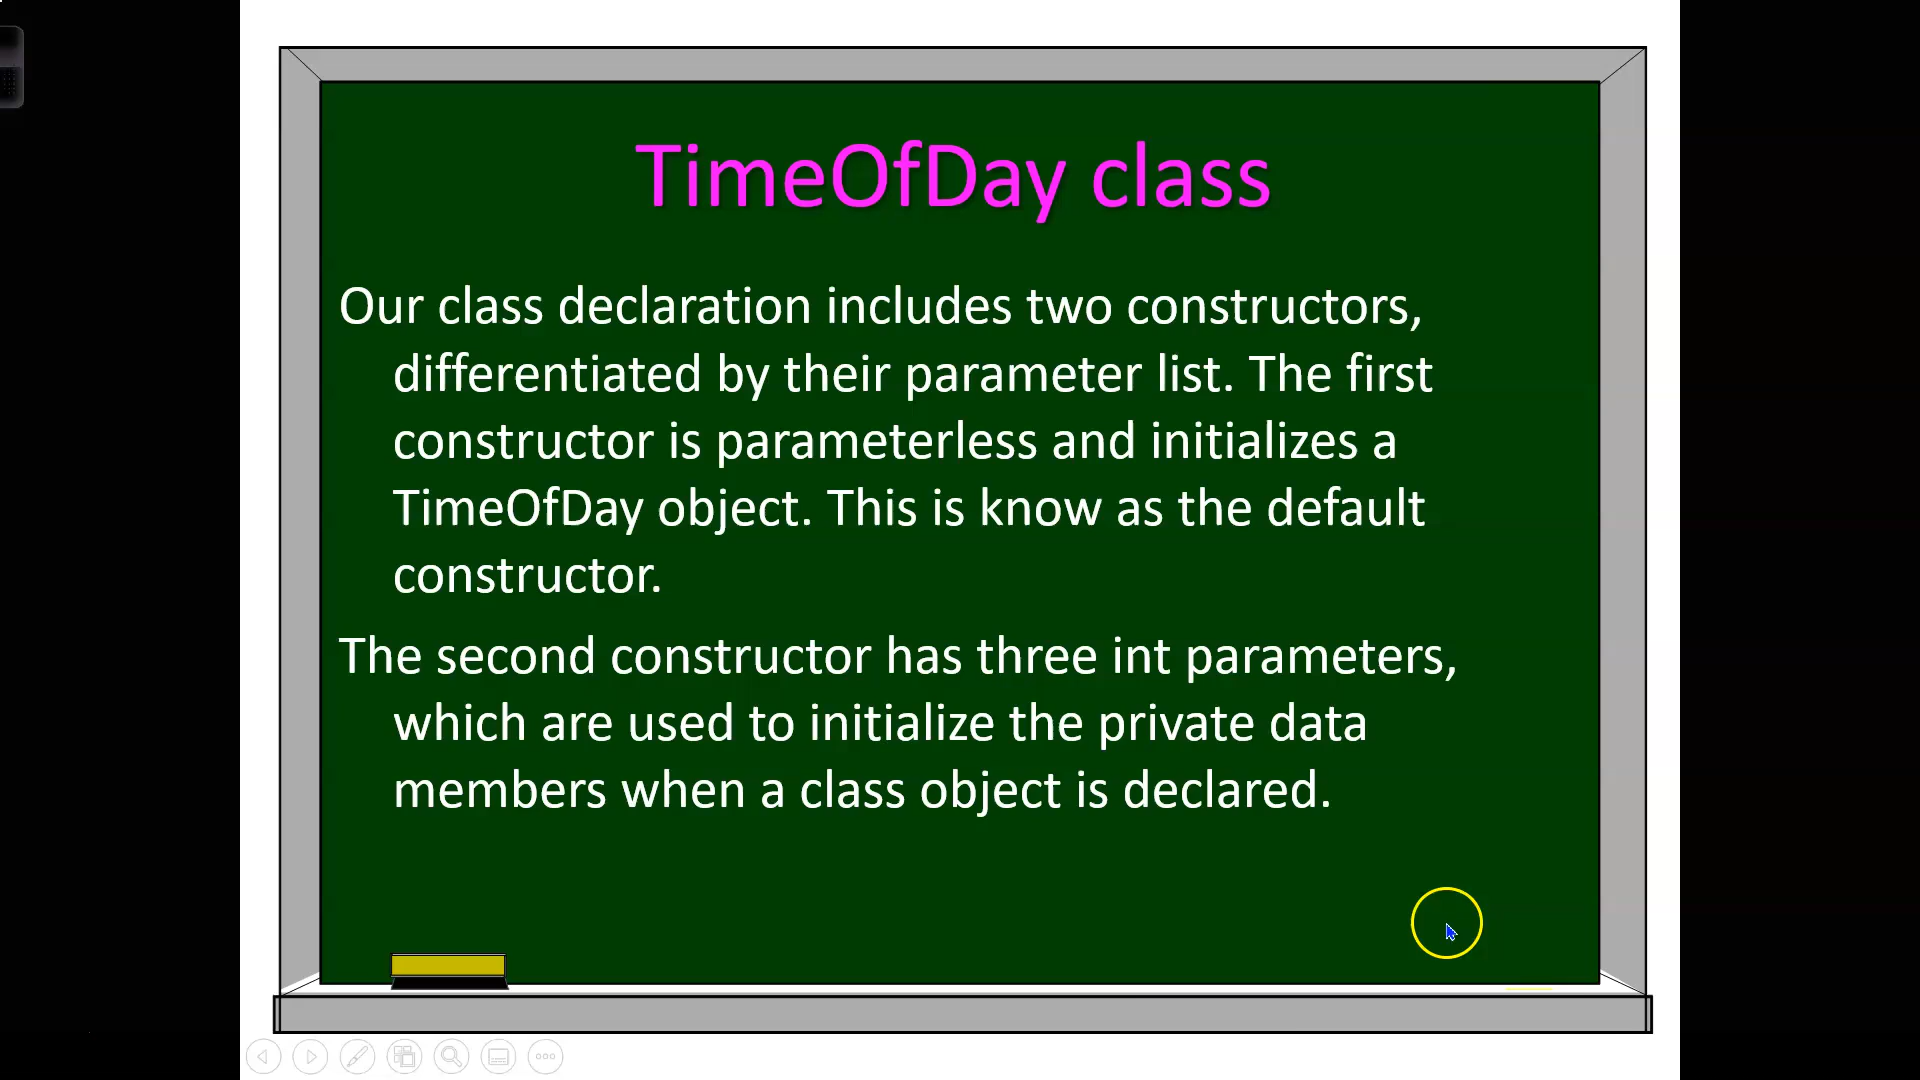 TimeOfDay class
Our class declaration includes two constructors,
differentiated by their parameter list. The first
constructor is parameterless and initializes a
TimeOfDay object. This is know as the default
constructor.
The second constructor has three int parameters,
which are used to initialize the private data
members when a class object is declared.